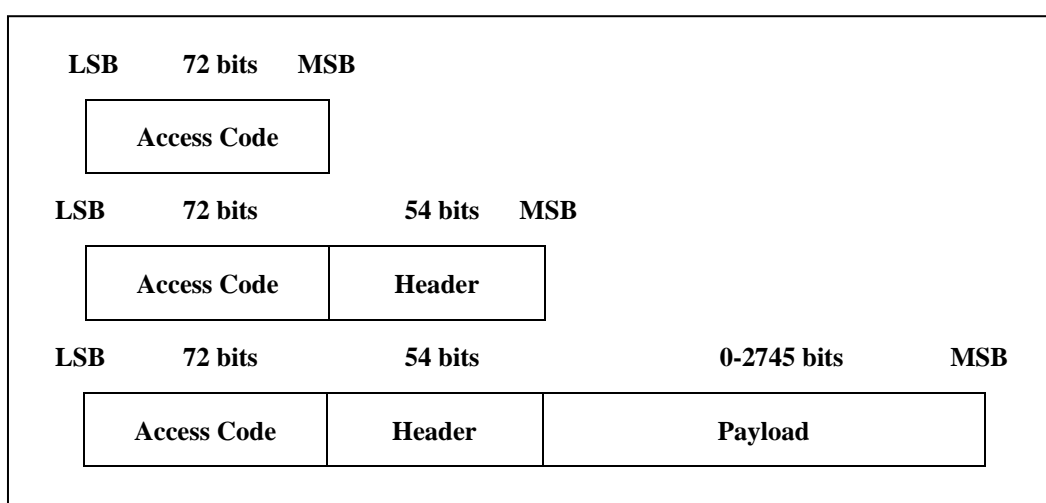 LSB 72 bits MSB
Access Code
LSB 72 bits 54 bits MSB
Access Code Header
LSB 72 bits 54 bits 0-2745 bits MSB
Access Code Header Payload